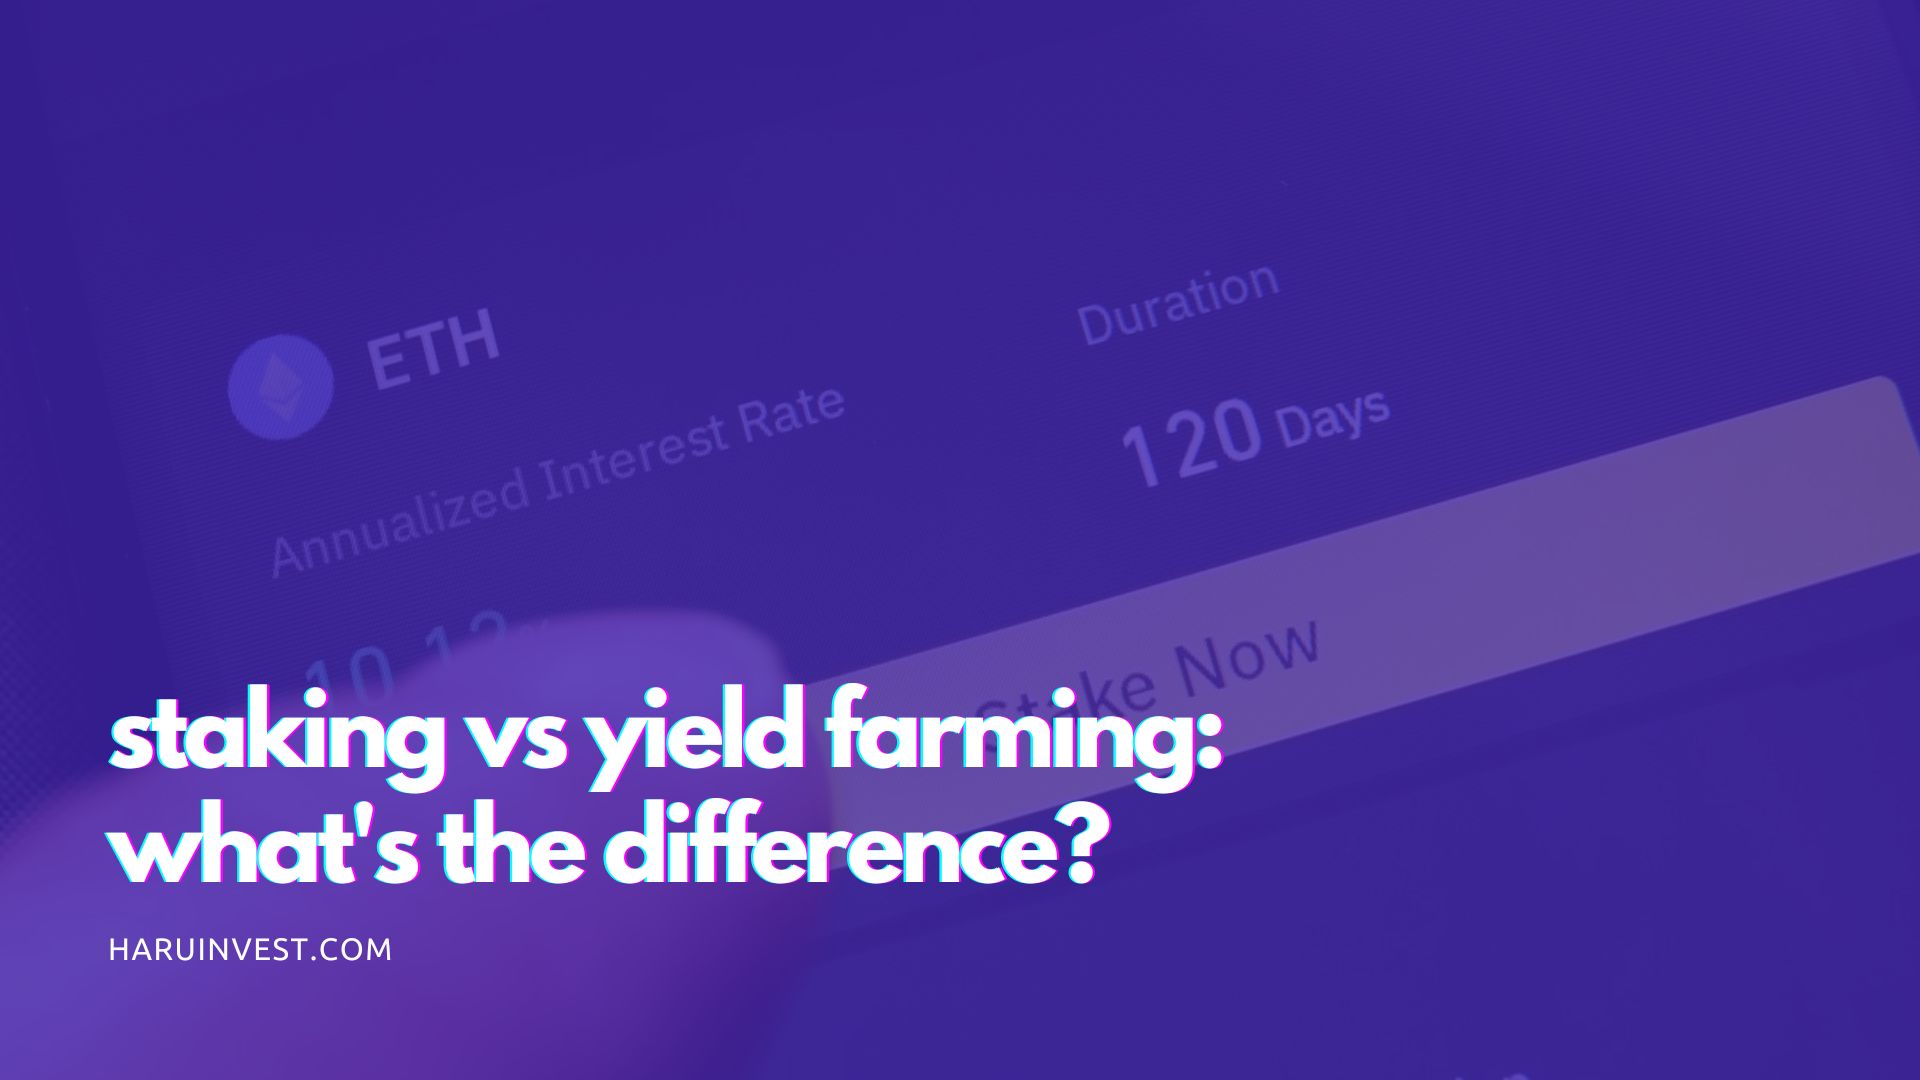 ETH
Duration
Annualized Interest Rate
120 Days
Stake Now
staking vs yield farming:
what's the difference?
HARUINVEST.COM